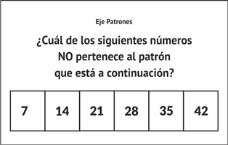 Eje Patrones
¿Cuál de los siguientes números
NO pertenece al patrón
que está a continuación?
7 14 21 28 35 42